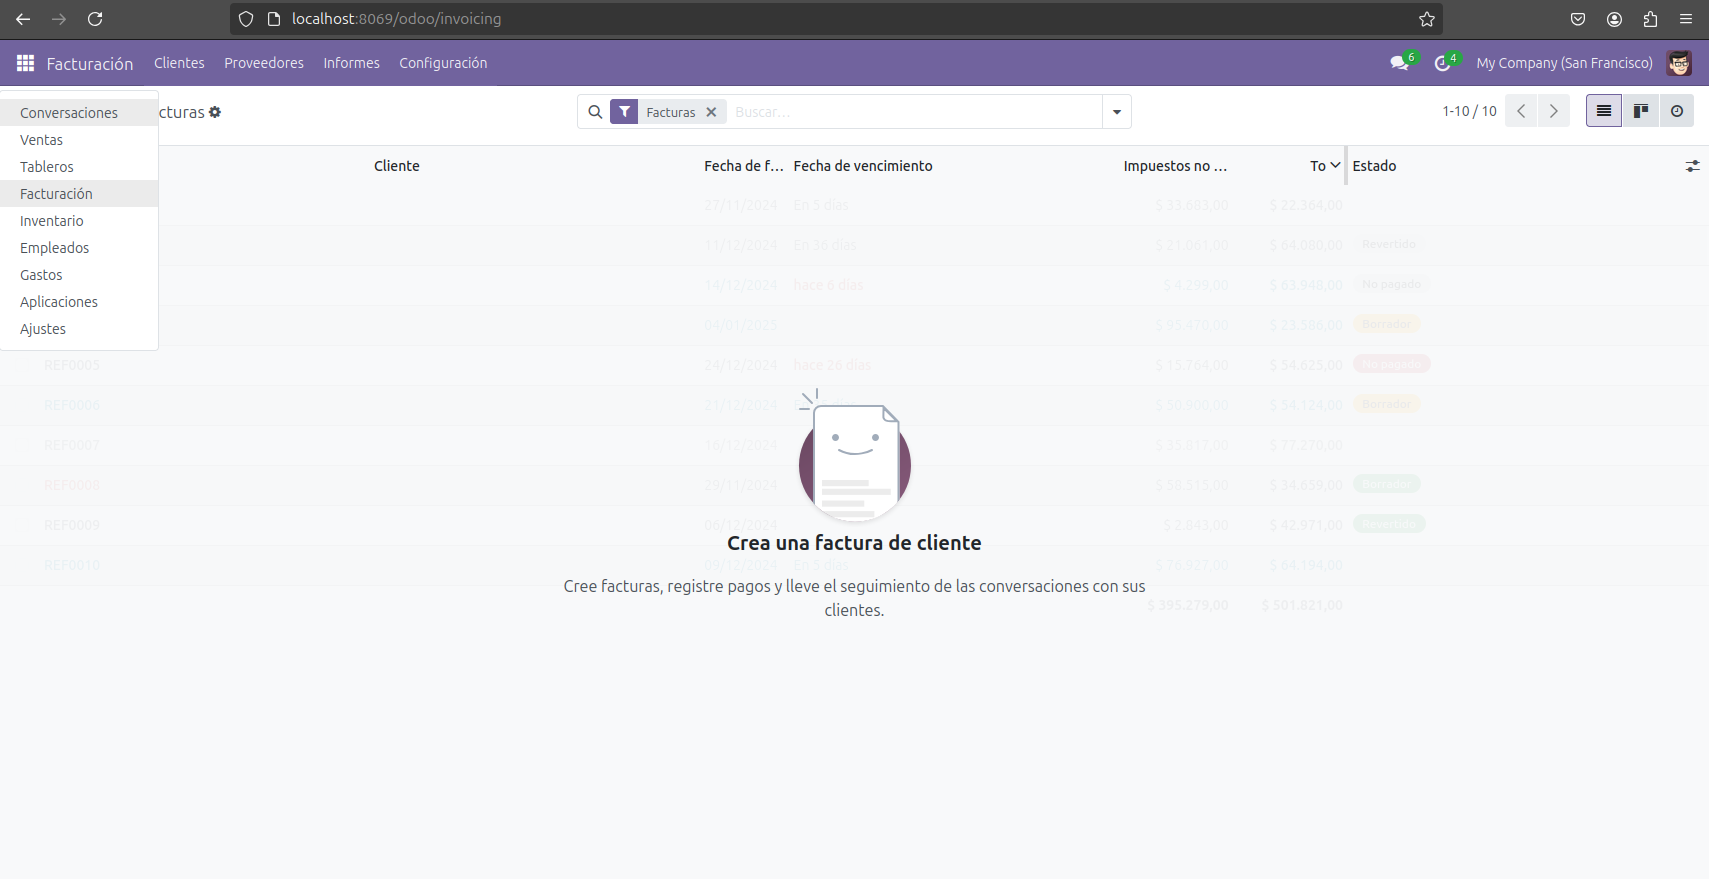 localhost:8069/odoo/invoicing
Facturación Clientes Proveedores Informes Configuración 6 4 My Company (San Francisco)
Conversaciones
Ventas
Tableros
Facturación
Inventario
Empleados
Gastos
Aplicaciones
Ajustes
cturas Facturas Buscar... 1-10 / 10
Cliente Fecha de f... Fecha de vencimiento Impuestos no ... To Estado
27/11/2024 En 5 días $ 33.683,00 $ 22.364,00
11/12/2024 En 36 días $ 21.061,00 $ 64.080,00 Revertido
14/12/2024 hace 6 días $ 4.299,00 $ 63.948,00 No pagado
04/01/2025 $ 95.470,00 $ 23.586,00 Borrador
REF0005 24/12/2024 hace 26 días $ 15.764,00 $ 54.625,00 No pagado
REF0006 21/12/2024 $ 50.900,00 $ 54.124,00 Borrador
REF0007 $ 35.817,00 $ 77.270,00
REF0008 29/11/2024 $ 58.515,00 $ 34.659,00 Borrador
REF0009 06/12/2024 $ 2.843,00 $ 42.971,00 Revertido
REF0010 09/12/2024 En 5 días $ 76.927,00 $ 64.194,00
$ 395.279,00 $ 501.821,00
Crea una factura de cliente
Cree facturas, registre pagos y lleve el seguimiento de las conversaciones con sus
clientes.